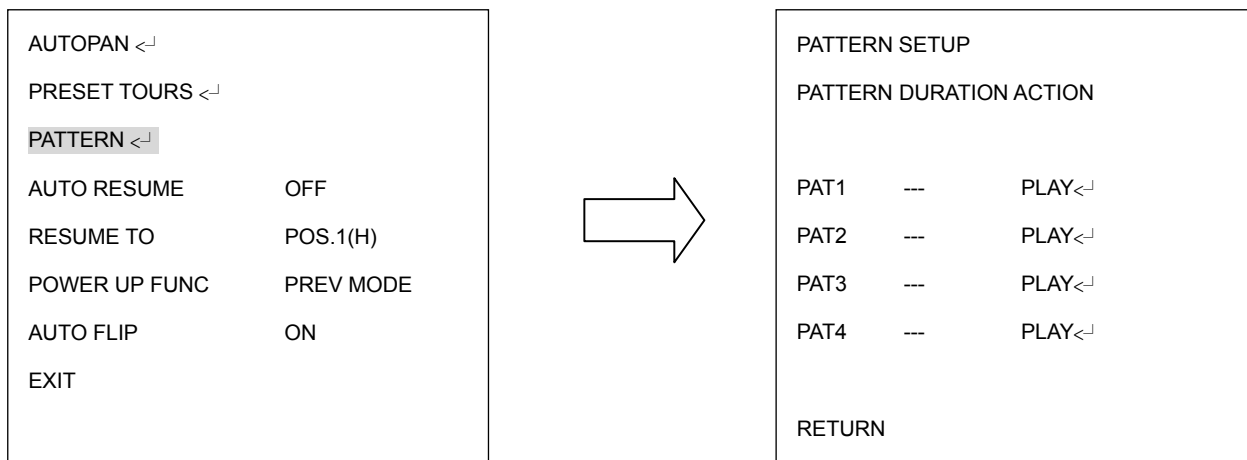 AUTOPAN ↵
PRESET TOURS ↵
PATTERN ↵
AUTO RESUME OFF
RESUME TO POS.1(H)
POWER UP FUNC PREV MODE
AUTO FLIP ON
EXIT
PATTERN SETUP
PATTERN DURATION ACTION
PAT1 --- PLAY↵
PAT2 --- PLAY↵
PAT3 --- PLAY↵
PAT4 --- PLAY↵
RETURN